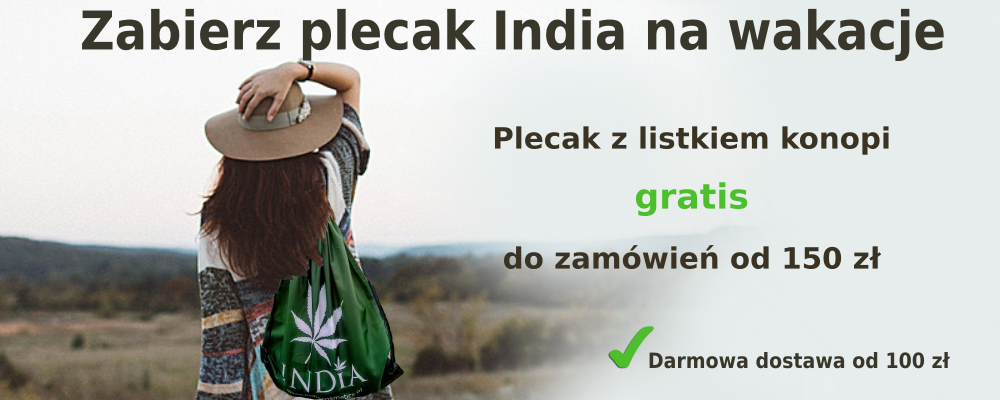 Zabierz plecak India na wakacje
Plecak z listkiem konopi
gratis
do zamówień od 150 zł
Darmowa dostawa od 100 zł
INDIA